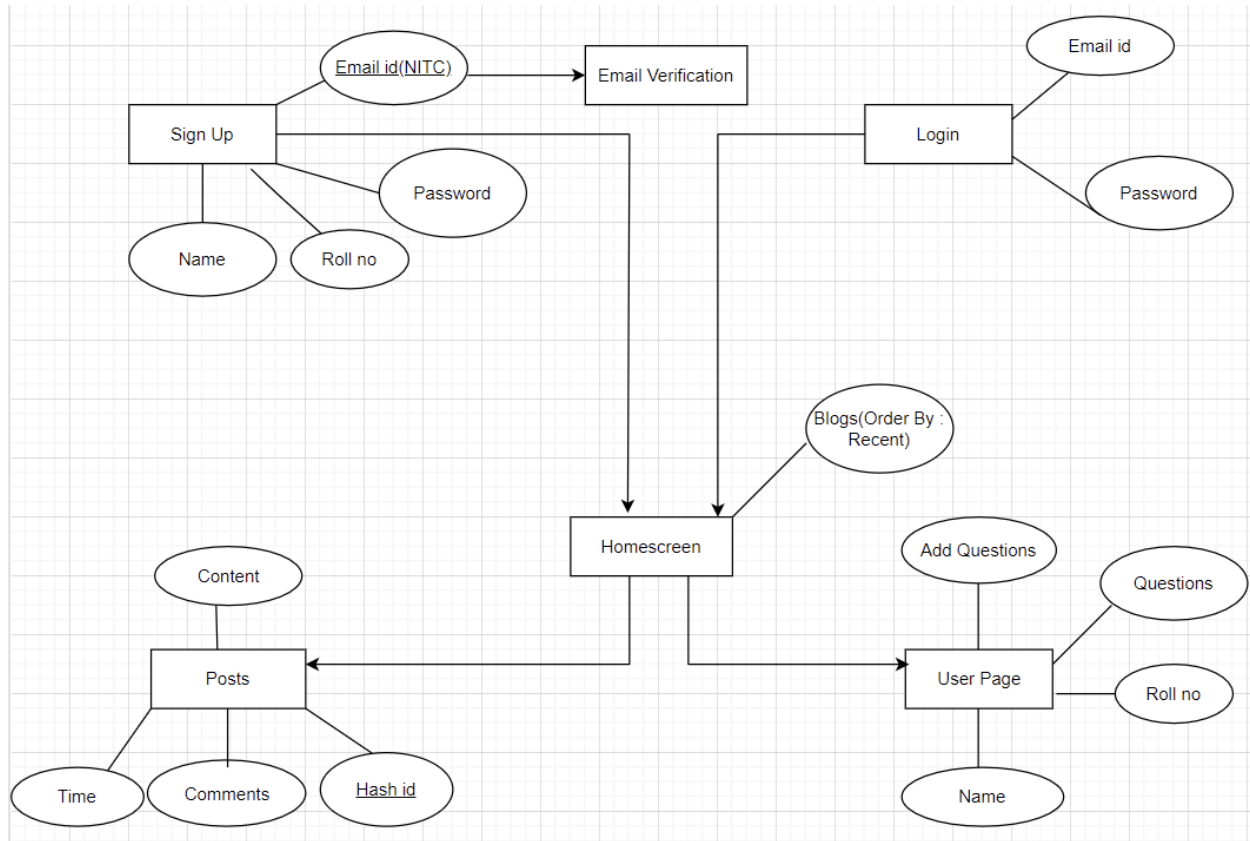 Email id
Email id(NITC)
Email Verification
Sign Up
Login
Password
Password
Name
Roll no
Blogs(Order By :
Recent)
Homescreen
Add Questions
Content
Questions
Posts
User Page
Roll no
Time
Comments
Hash id
Name